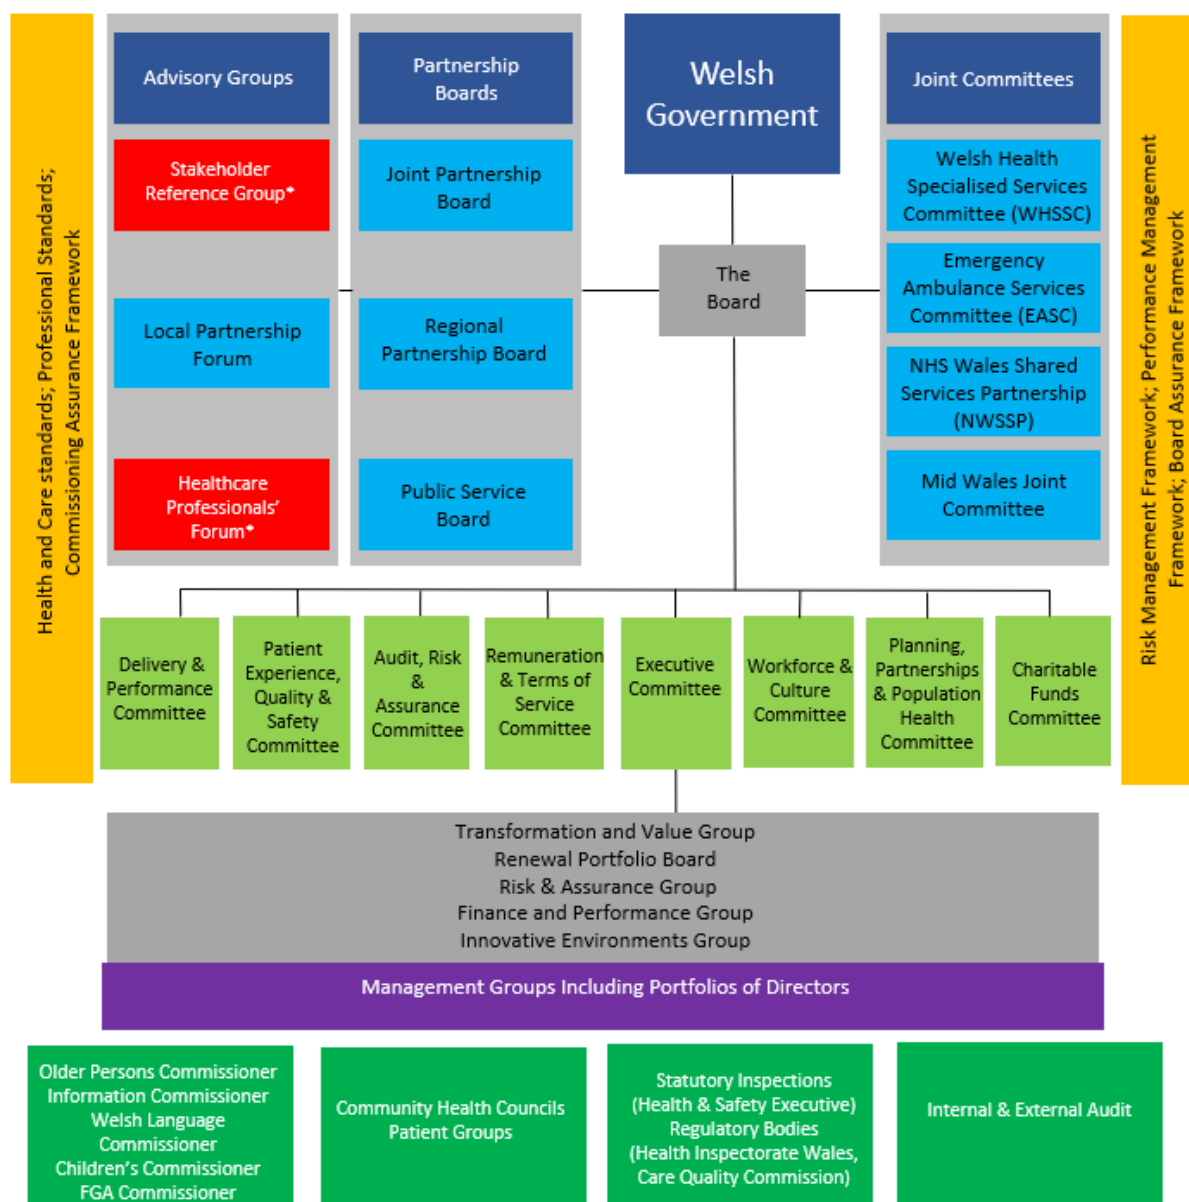 Health and Care standards; Professional Standards;
Commissioning Assurance Framework
Advisory Groups
Stakeholder
Reference Group*
Local Partnership
Forum
Healthcare
Professionals’
Forum*
Partnership
Boards
Joint Partnership
Board
Regional
Partnership Board
Public Service
Board
Welsh
Government
The
Board
Joint Committees
Welsh Health
Specialised Services
Committee (WHSSC)
Emergency
Ambulance Services
Committee (EASC)
NHS Wales Shared
Services Partnership
(NWSSP)
Mid Wales Joint
Committee
Risk Management Framework; Performance Management
Framework; Board Assurance Framework
Delivery &
Performance
Committee
Patient
Experience,
Quality &
Safety
Committee
Audit, Risk
&
Assurance
Committee
Remuneration
& Terms of
Service
Committee
Executive
Committee
Workforce &
Culture
Committee
Planning,
Partnerships
& Population
Health
Committee
Charitable
Funds
Committee
Transformation and Value Group
Renewal Portfolio Board
Risk & Assurance Group
Finance and Performance Group
Innovative Environments Group
Management Groups Including Portfolios of Directors
Older Persons Commissioner
Information Commissioner
Welsh Language
Commissioner
Children’s Commissioner
FGA Commissioner
Community Health Councils
Patient Groups
Statutory Inspections
(Health & Safety Executive)
Regulatory Bodies
(Health Inspectorate Wales,
Care Quality Commission)
Internal & External Audit